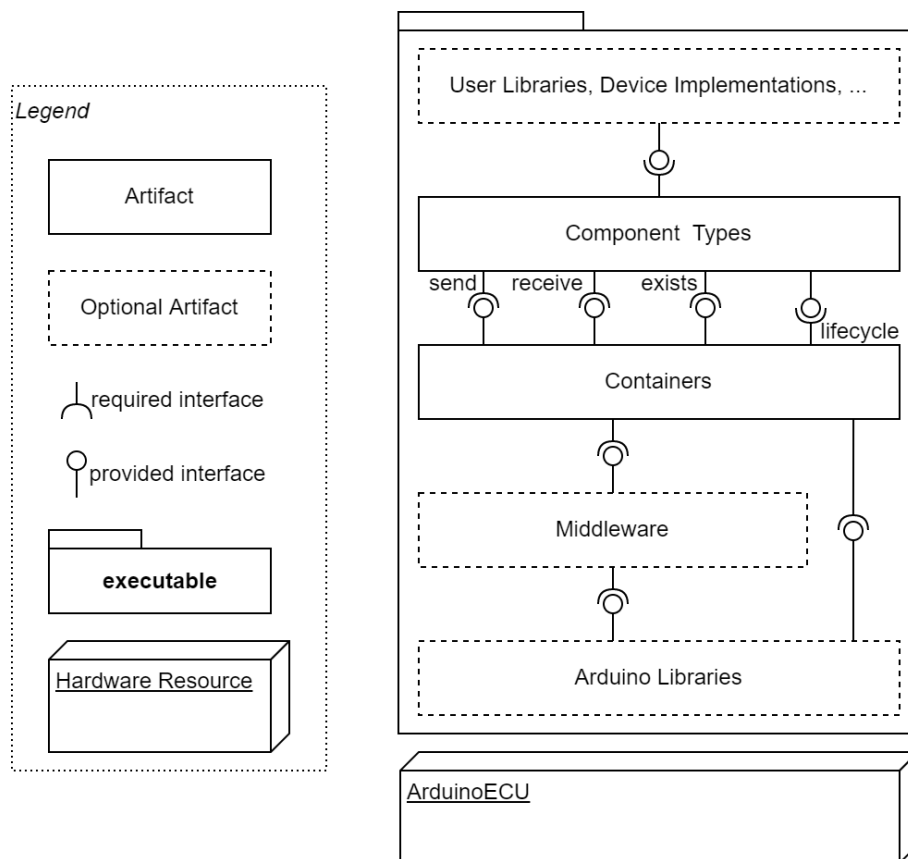 Legend
Artifact
Optional Artifact
required interface
provided interface
executable
Hardware Resource
User Libraries, Device Implementations, ...
Component Types
send receive exists
lifecycle
Containers
Middleware
Arduino Libraries
ArduinoECU